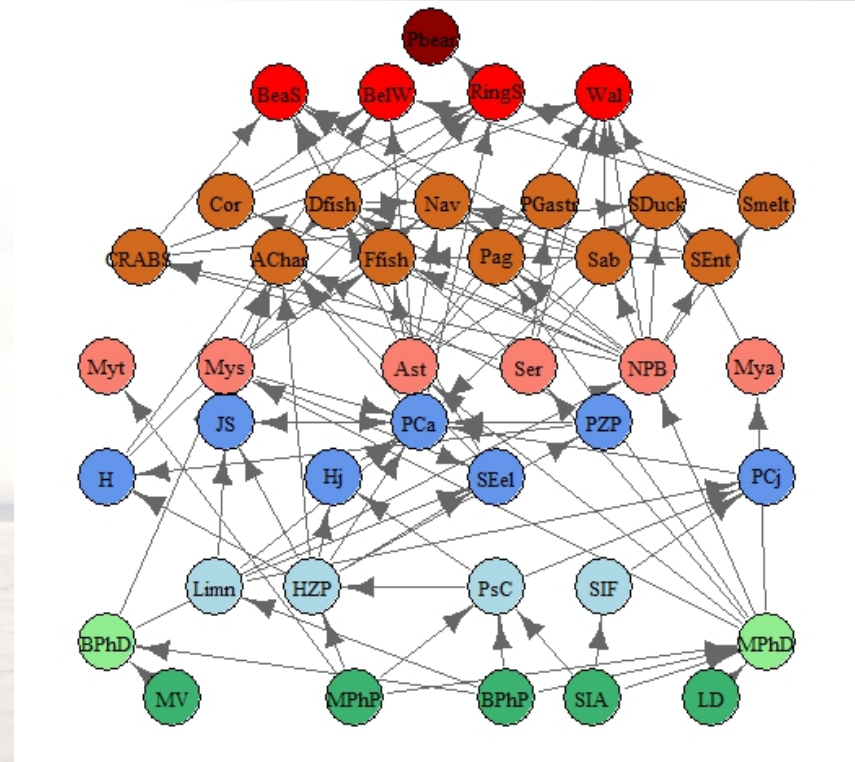 Pbear
BeaS
BelW
RingS
Wal
Cor
Dfish
Nav
PGastr
SDuck
Smelt
CRABS
AChar
Ffish
Pag
Sab
SEnt
Myt
Mys
Ast
Ser
NPB
Mya
JS
PCa
PZP
H
Hj
SEel
PCj
Limn
HZP
PsC
SIF
BPhD
MPhD
MV
MPhP
BPhP
SIA
LD